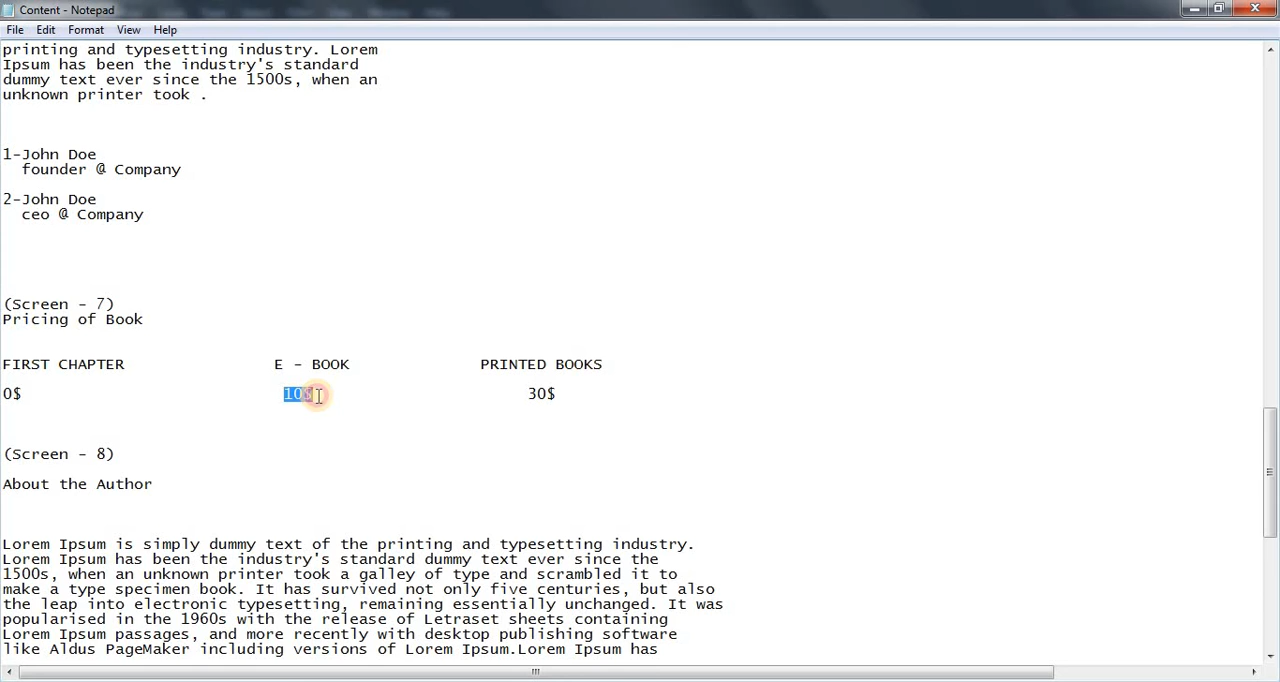 Content - Notepad
File Edit Format View Help
printing and typesetting industry. Lorem
Ipsum has been the industry's standard
dummy text ever since the 1500s, when an
unknown printer took .
1-John Doe
founder @ Company
2-John Doe
ceo @ Company
(Screen - 7)
Pricing of Book
FIRST CHAPTER E - BOOK PRINTED BOOKS
0$ 10$ 30$
(Screen - 8)
About the Author
Lorem Ipsum is simply dummy text of the printing and typesetting industry.
Lorem Ipsum has been the industry's standard dummy text ever since the
1500s, when an unknown printer took a galley of type and scrambled it to
make a type specimen book. It has survived not only five centuries, but also
the leap into electronic typesetting, remaining essentially unchanged. It was
popularised in the 1960s with the release of Letraset sheets containing
Lorem Ipsum passages, and more recently with desktop publishing software
like Aldus PageMaker including versions of Lorem Ipsum.Lorem Ipsum has